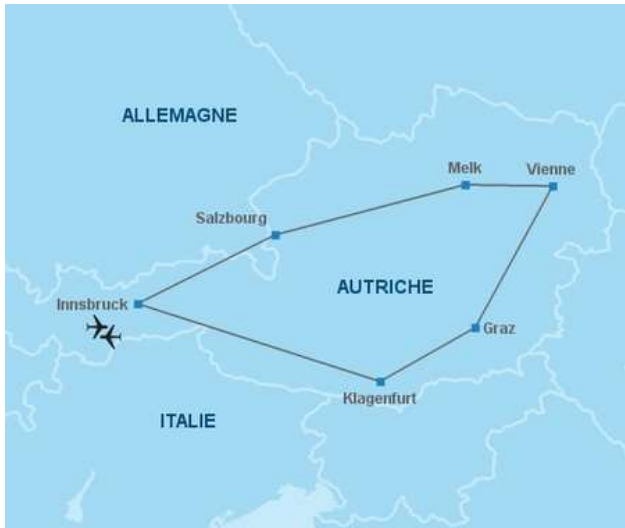 ALLEMAGNE
Melk
Vienne
Salzbourg
AUTRICHE
Innsbruck
Graz
Klagenfurt
ITALIE